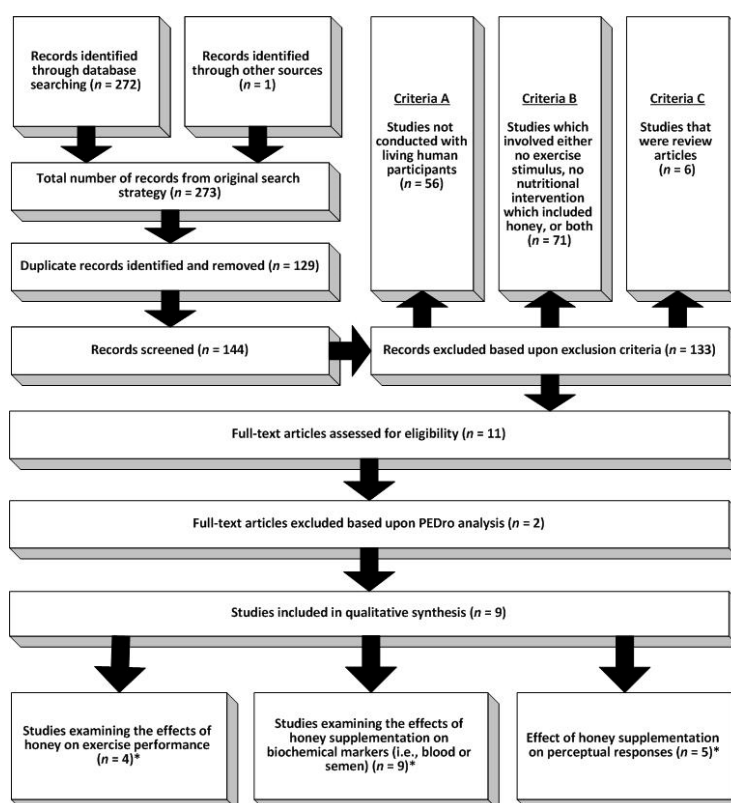 Records identified
through database
searching (n = 272)
Records identified
through other sources
(n = 1)
Criteria A
Studies not
conducted with
living human
participants
(n = 56)
Criteria B
Studies which
involved either
no exercise
stimulus, no
nutritional
intervention
which included
honey, or both
(n = 71)
Criteria C
Studies that
were review
articles
(n = 6)
Total number of records from original search
strategy (n = 273)
Duplicate records identified and removed (n = 129)
Records screened (n = 144)
Records excluded based upon exclusion criteria (n = 133)
Full-text articles assessed for eligibility (n = 11)
Full-text articles excluded based upon PEDro analysis (n = 2)
Studies included in qualitative synthesis (n = 9)
Studies examining the effects of
honey on exercise performance
(n = 4)*
Studies examining the effects of
honey supplementation on
biochemical markers (i.e., blood or
semen) (n = 9)*
Effect of honey supplementation
on perceptual responses (n = 5)*